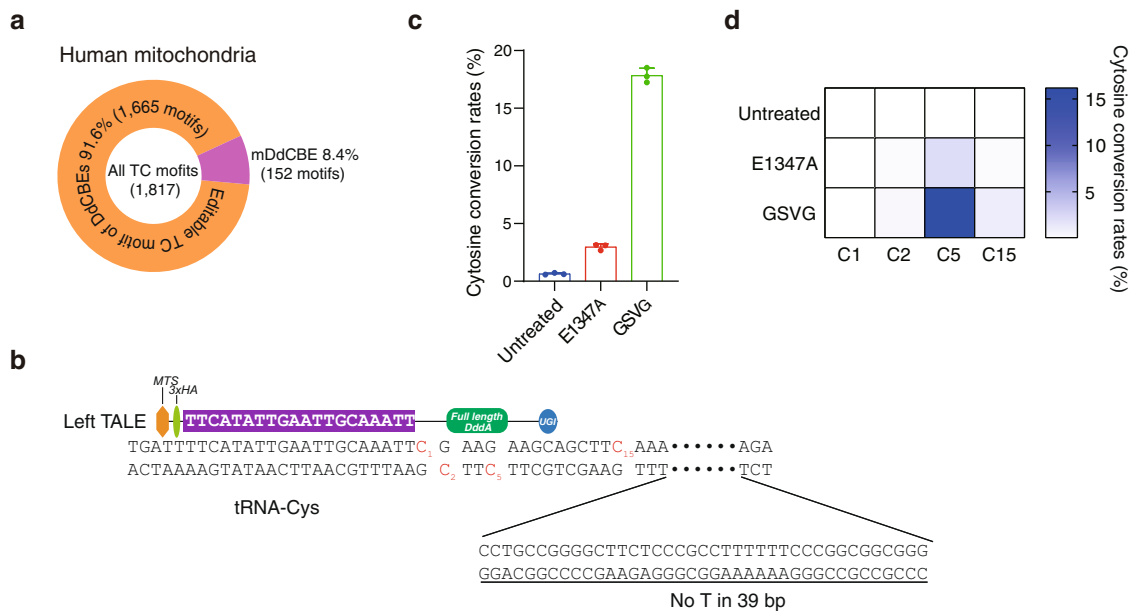 a
Human mitochondria
Editable TC motif of DdCBEs 91.6% (1,665 motifs)
All TC mofits
(1,817)
mDdCBE 8.4%
(152 motifs)
c
Cytosine conversion rates (%)
20
15
10
5
0
Untreated
E1347A
GSVG
d
Untreated
E1347A
GSVG
C1
C2
C5
C15
15
10
5
Cytosine conversion rates (%)
b
MTS
3xHA
Left TALE
TTCATATTGAATTGCAAATT
Full length
DddA
UGI
TGATTTTCATATTGAATTGCAAATTC1 G AAG AAGCAGCTTC15AAA••••••AGA
ACTAAAAGTATAACTTAACGTTTAAG C2 TTC5 TTCGTCGAAG TTT••••••TCT
tRNA-Cys
CCTGCCGGGGCTTCTCCCGCCTTTTTTCCCGGCGGCGGG
GGACGGCCCCGAAGAGGGCGGAAAAAAGGGCCGCCGCCC
No T in 39 bp